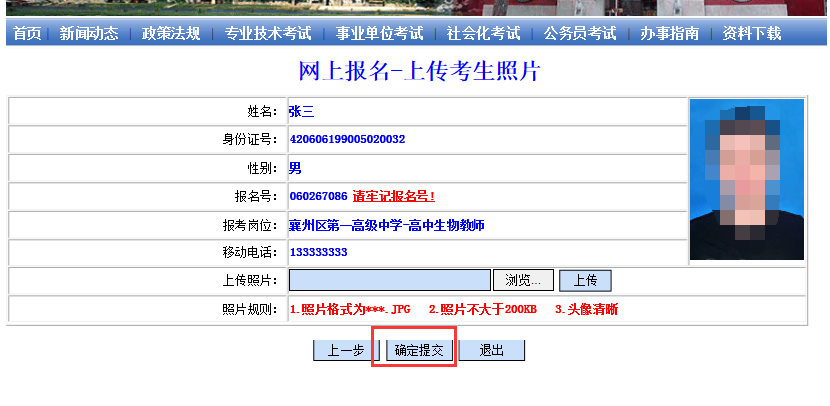 首页 | 新闻动态 | 政策法规 | 专业技术考试 | 事业单位考试 | 社会化考试 | 公务员考试 | 办事指南 | 资料下载
网上报名-上传考生照片
姓名: 张三
身份证号: 420606199005020032
性别: 男
报名号: 060267086 请牢记报名号!
报考岗位: 襄州区第一高级中学-高中生物教师
移动电话: 133333333
上传照片: 浏览... 上传
照片规则: 1.照片格式为***.JPG 2.照片不大于200KB 3.头像清晰
上一步 确定提交 退出